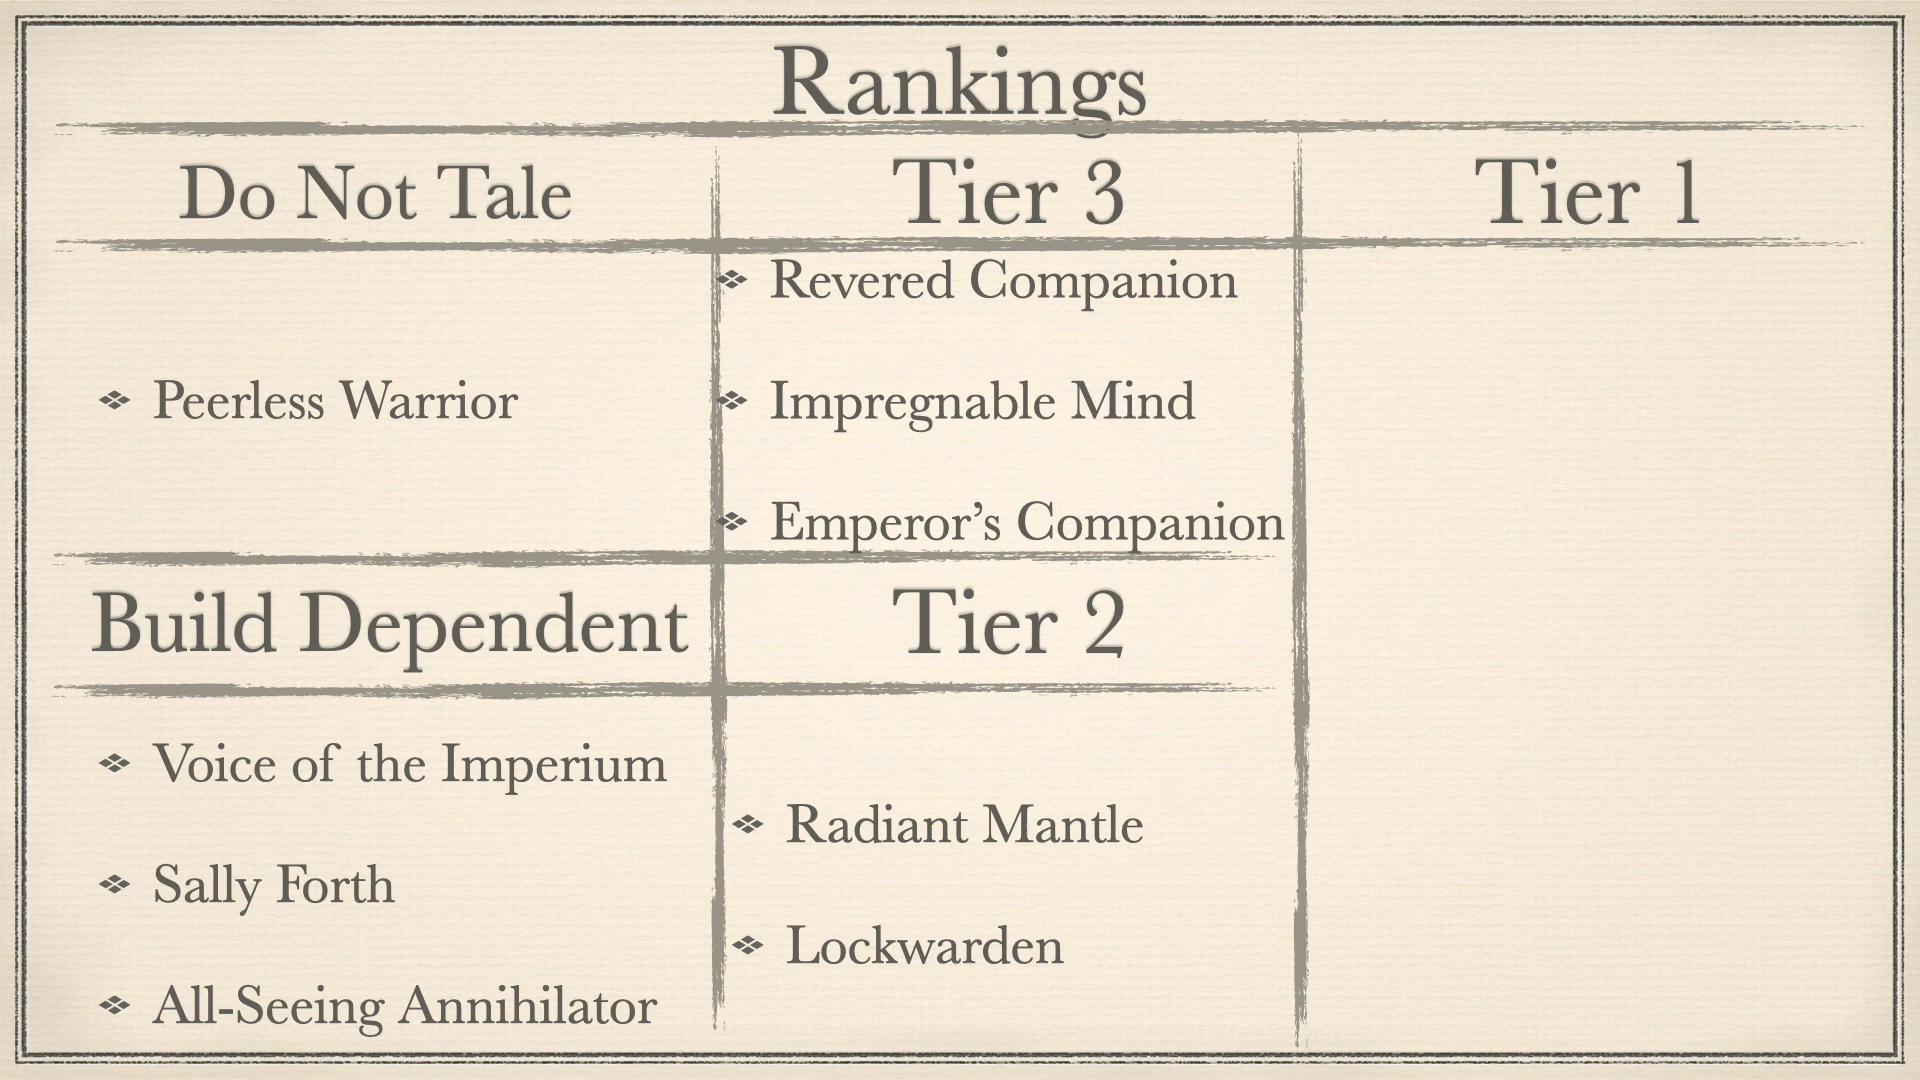 Rankings
Do Not Tale
Peerless Warrior
Tier 3
Revered Companion
Impregnable Mind
Emperor’s Companion
Tier 1
Build Dependent
Voice of the Imperium
Sally Forth
All-Seeing Annihilator
Tier 2
Radiant Mantle
Lockwarden